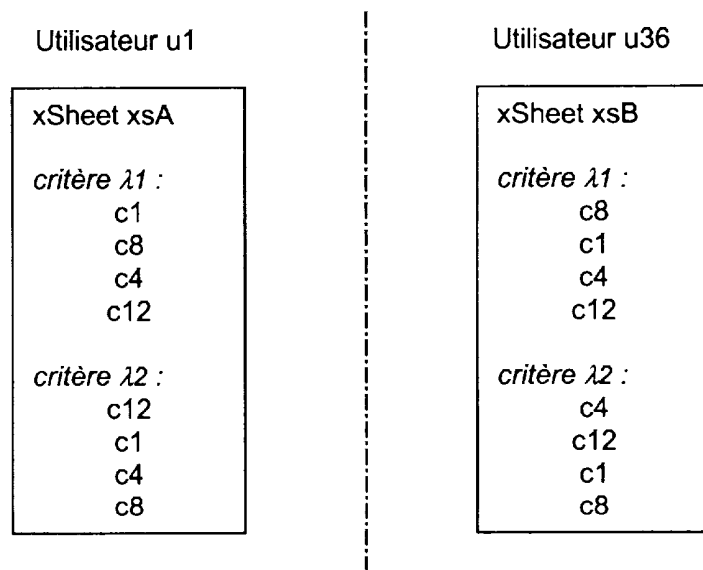 Utilisateur u1
xSheet xsA
critère λ1 :
c1
c8
c4
c12
critère λ2 :
c12
c1
c4
c8
Utilisateur u36
xSheet xsB
critère λ1 :
c8
c1
c4
c12
critère λ2 :
c4
c12
c1
c8